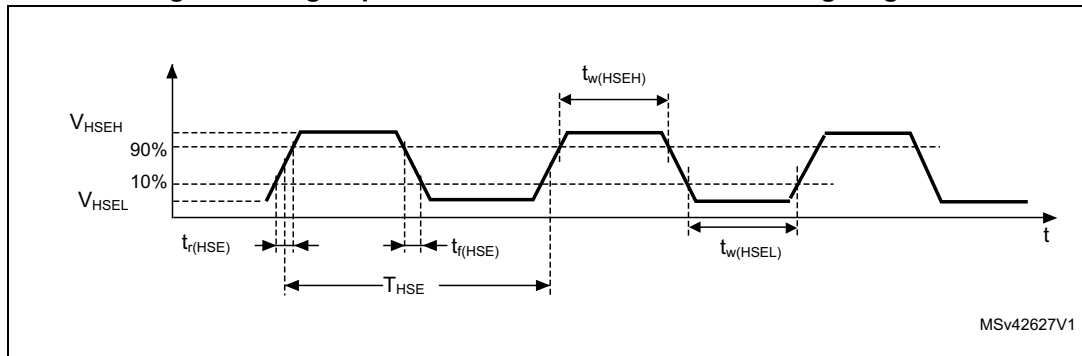 t_w(HSEH)
V_HSEH
90%
10%
V_HSEL
t_r(HSE)
t_f(HSE)
t_w(HSEL)
t
T_HSE
MSv42627V1